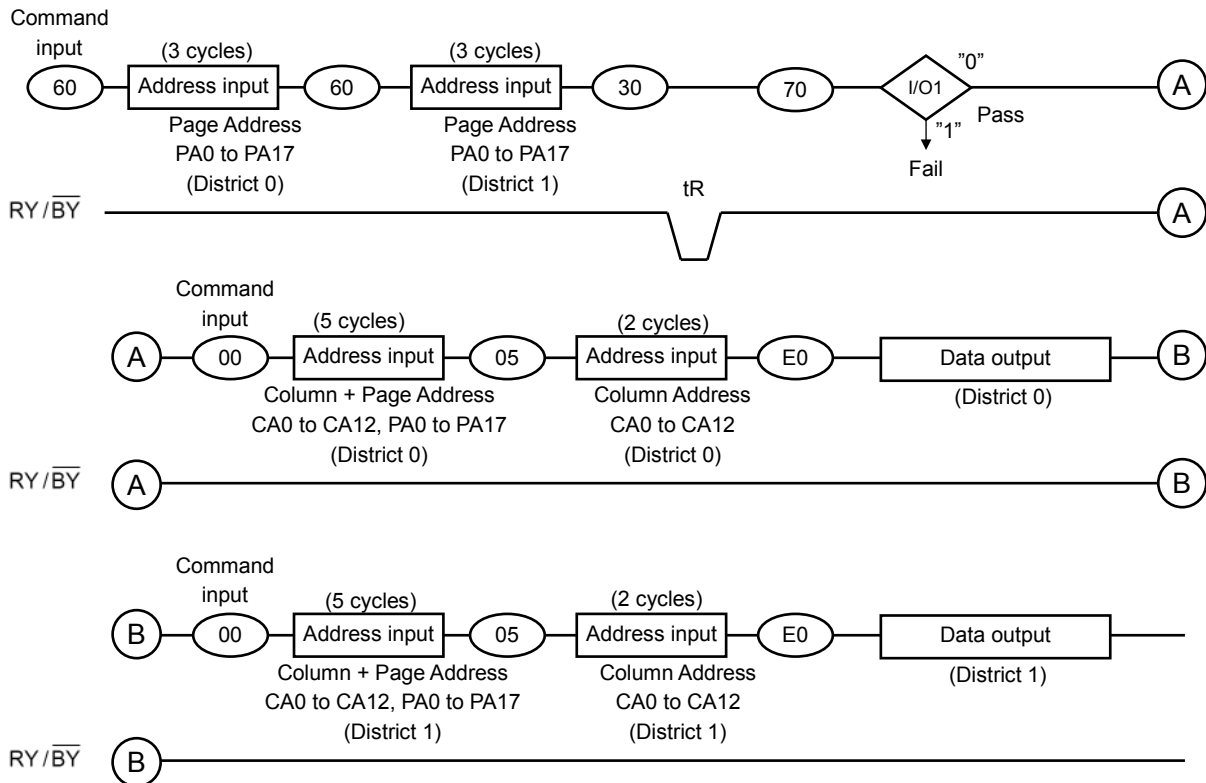 Command
input
(3 cycles) (3 cycles)
60 Address input 60 Address input 30 70 I/O1 ”0” A
Page Address Page Address ”1” Pass
PA0 to PA17 PA0 to PA17 Fail
(District 0) (District 1)
tR
RY/BY A
Command
input
(5 cycles) (2 cycles)
A 00 Address input 05 Address input E0 Data output B
Column + Page Address Column Address (District 0)
CA0 to CA12, PA0 to PA17 CA0 to CA12
(District 0) (District 0)
RY/BY A B
Command
input
(5 cycles) (2 cycles)
B 00 Address input 05 Address input E0 Data output
Column + Page Address Column Address (District 1)
CA0 to CA12, PA0 to PA17 CA0 to CA12
(District 1) (District 1)
RY/BY B